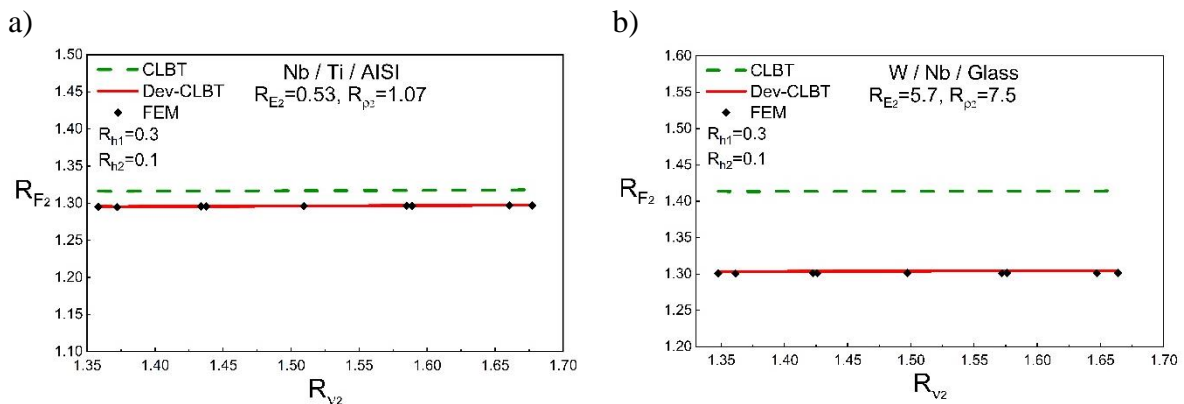 a)
1.50
1.45
1.40
1.35
1.30
1.25
1.20
1.15
1.10
R_F2
CLBT
Dev-CLBT
FEM
R_h1=0.3
R_h2=0.1
Nb / Ti / AISI
R_E2=0.53, R_ρ2=1.07
1.35 1.40 1.45 1.50 1.55 1.60 1.65 1.70
R_ν2
b)
1.60
1.55
1.50
1.45
1.40
1.35
1.30
1.25
1.20
R_F2
CLBT
Dev-CLBT
FEM
R_h1=0.3
R_h2=0.1
W / Nb / Glass
R_E2=5.7, R_ρ2=7.5
1.35 1.40 1.45 1.50 1.55 1.60 1.65 1.70
R_ν2